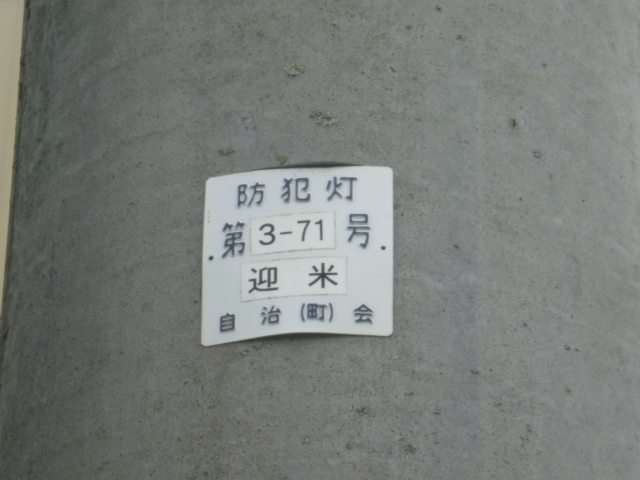 防犯灯
第 3-71 号
迎米
自治(町)会